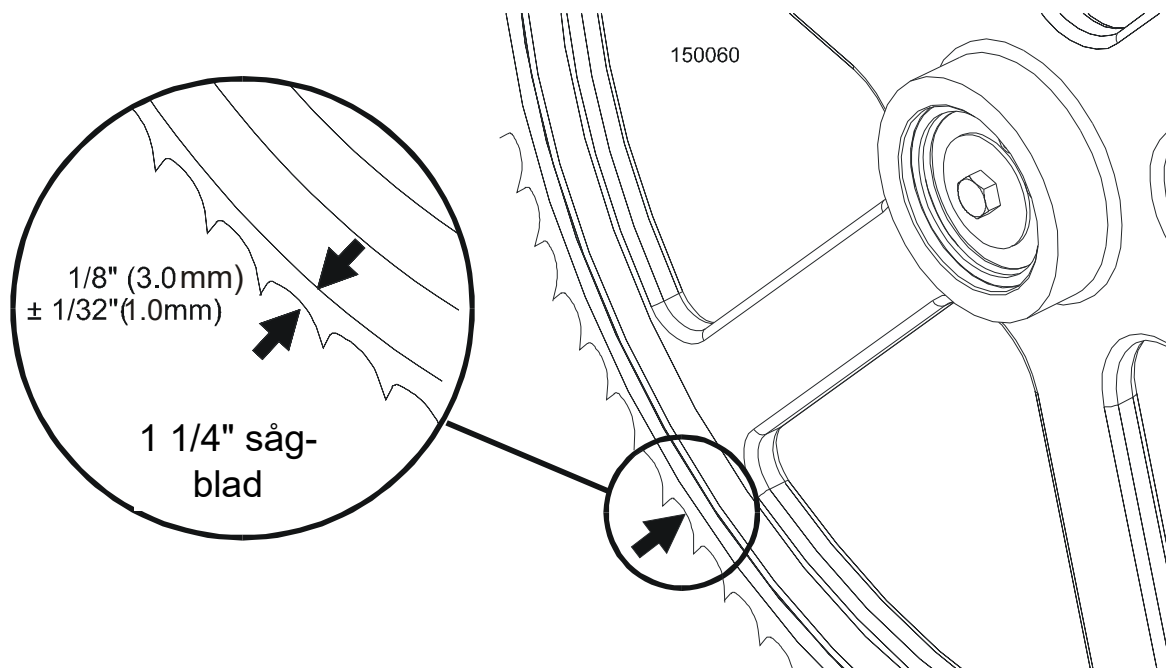 150060
1/8" (3.0mm)
± 1/32"(1.0mm)
1 1/4" såg-
blad